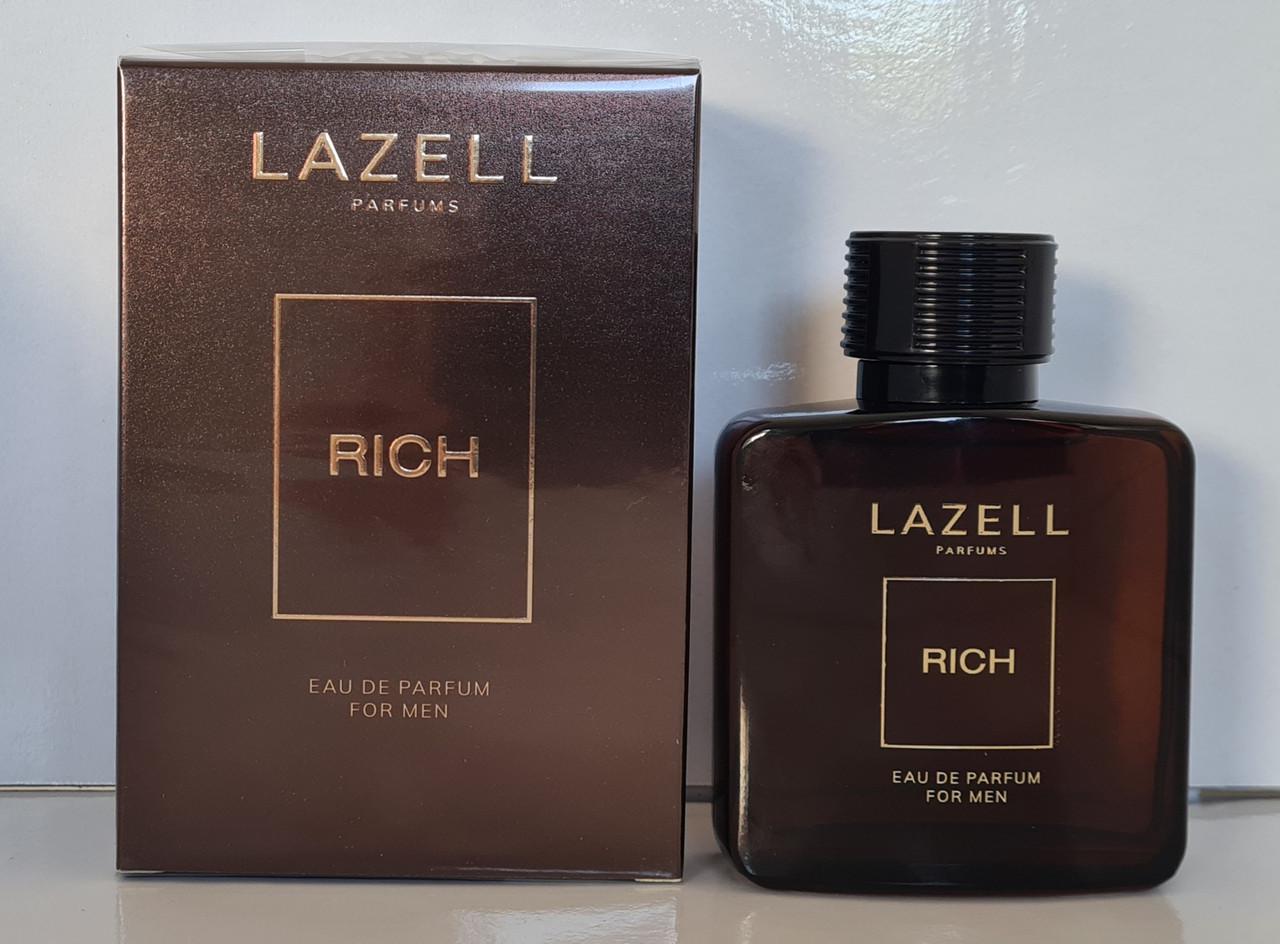 LAZELL
PARFUMS
RICH
EAU DE PARFUM
FOR MEN
LAZELL
PARFUMS
RICH
EAU DE PARFUM
FOR MEN